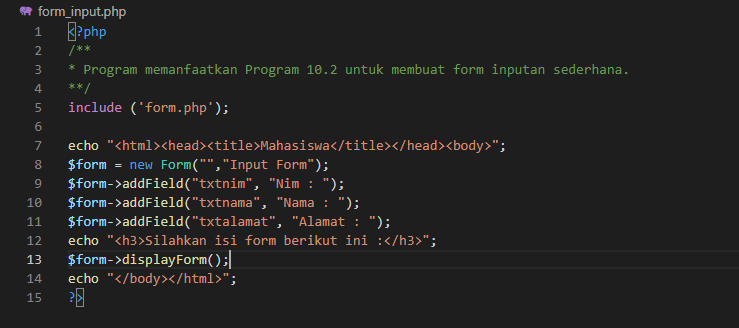 form_input.php
1 <?php
2 /**
3 * Program memanfaatkan Program 10.2 untuk membuat form inputan sederhana.
4 **/
5 include ('form.php');
6
7 echo "<html><head><title>Mahasiswa</title></head><body>";
8 $form = new Form("","Input Form");
9 $form->addField("txtnim", "Nim : ");
10 $form->addField("txtnama", "Nama : ");
11 $form->addField("txtalamat", "Alamat : ");
12 echo "<h3>Silahkan isi form berikut ini :</h3>";
13 $form->displayForm();
14 echo "</body></html>";
15 ?>